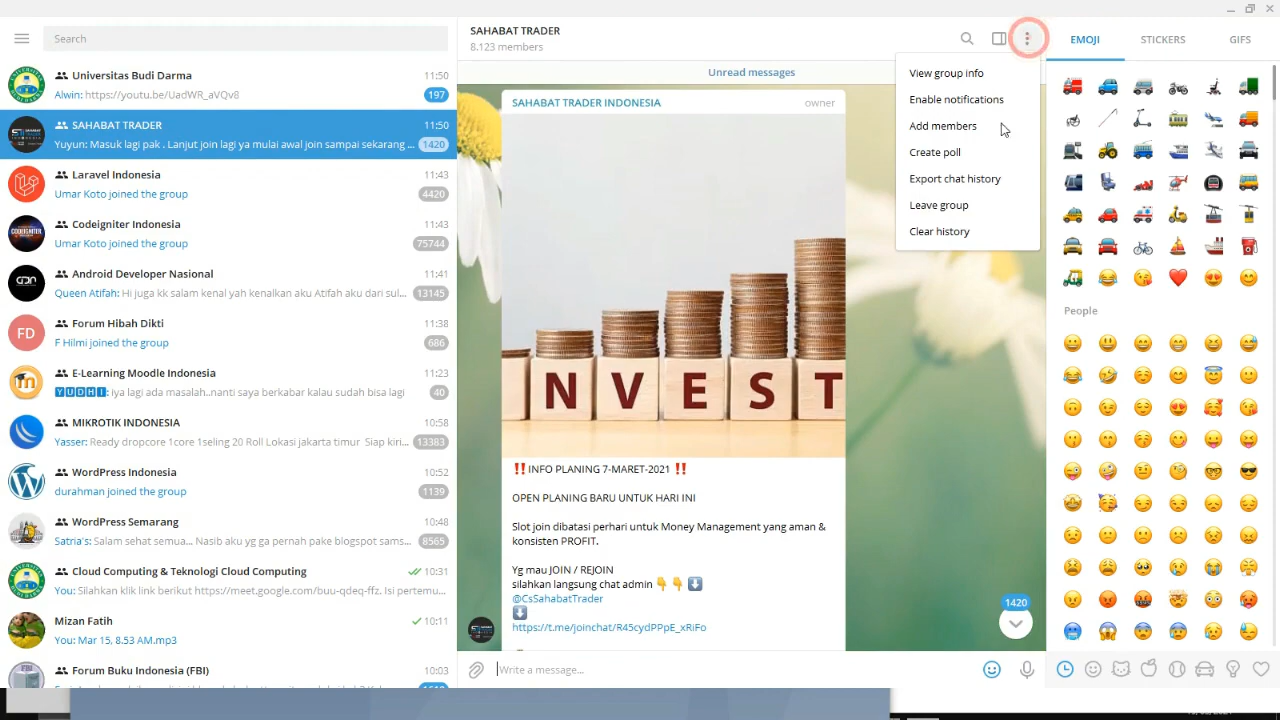 Search
Universitas Budi Darma
11:50
Alwin: https://youtu.be/UadWR_aVQ8
197
SAHABAT TRADER
11:50
Yuyun: Masuk lagi pak . Lanjut join lagi ya mulai awal join sampai sekarang ...
1420
Laravel Indonesia
11:43
Umar Koto joined the group
4420
Codeigniter Indonesia
11:43
Umar Koto joined the group
75744
Android Developer Nasional
11:41
Queen Atifah: uga kk salam kenal yah kenalkan aku Atifah aku dari sul...
13145
FD
Forum Hibah Dikti
11:38
F Hilmi joined the group
686
E-Learning Moodle Indonesia
11:23
YUDHI: iya lagi ada masalah..nanti saya berkabar kalau sudah bisa lagi
40
MIKROTIK INDONESIA
10:58
Yasser: Ready dropcore 1core 1seling 20 Roll Lokasi jakarta timur Siap kiri...
13383
WordPress Indonesia
10:52
durahman joined the group
1139
WordPress Semarang
10:48
Satria's: Salam sehat semua... Nasib aku yg ga pernah pake blogspot sams...
8565
Cloud Computing & Teknologi Cloud Computing
10:31
You: Silahkan klik link berikut https://meet.google.com/buu-qdeq-ffz. Isi pertemu...
Mizan Fatih
10:11
You: Mar 15, 8.53 AM.mp3
Forum Buku Indonesia (FBI)
10:03
SAHABAT TRADER
8.123 members
Unread messages
SAHABAT TRADER INDONESIA
owner
INVEST
‼️INFO PLANING 7-MARET-2021 ‼️
OPEN PLANING BARU UNTUK HARI INI
Slot join dibatasi perhari untuk Money Management yang aman &
konsisten PROFIT.
Yg mau JOIN / REJOIN
silahkan langsung chat admin 👇 👇 ⬇️
@CsSahabatTrader
⬇️
https://t.me/joinchat/R45cydPPpE_xRiFo
1420
Write a message...
View group info
Enable notifications
Add members
Create poll
Export chat history
Leave group
Clear history
EMOJI
STICKERS
GIFS
People